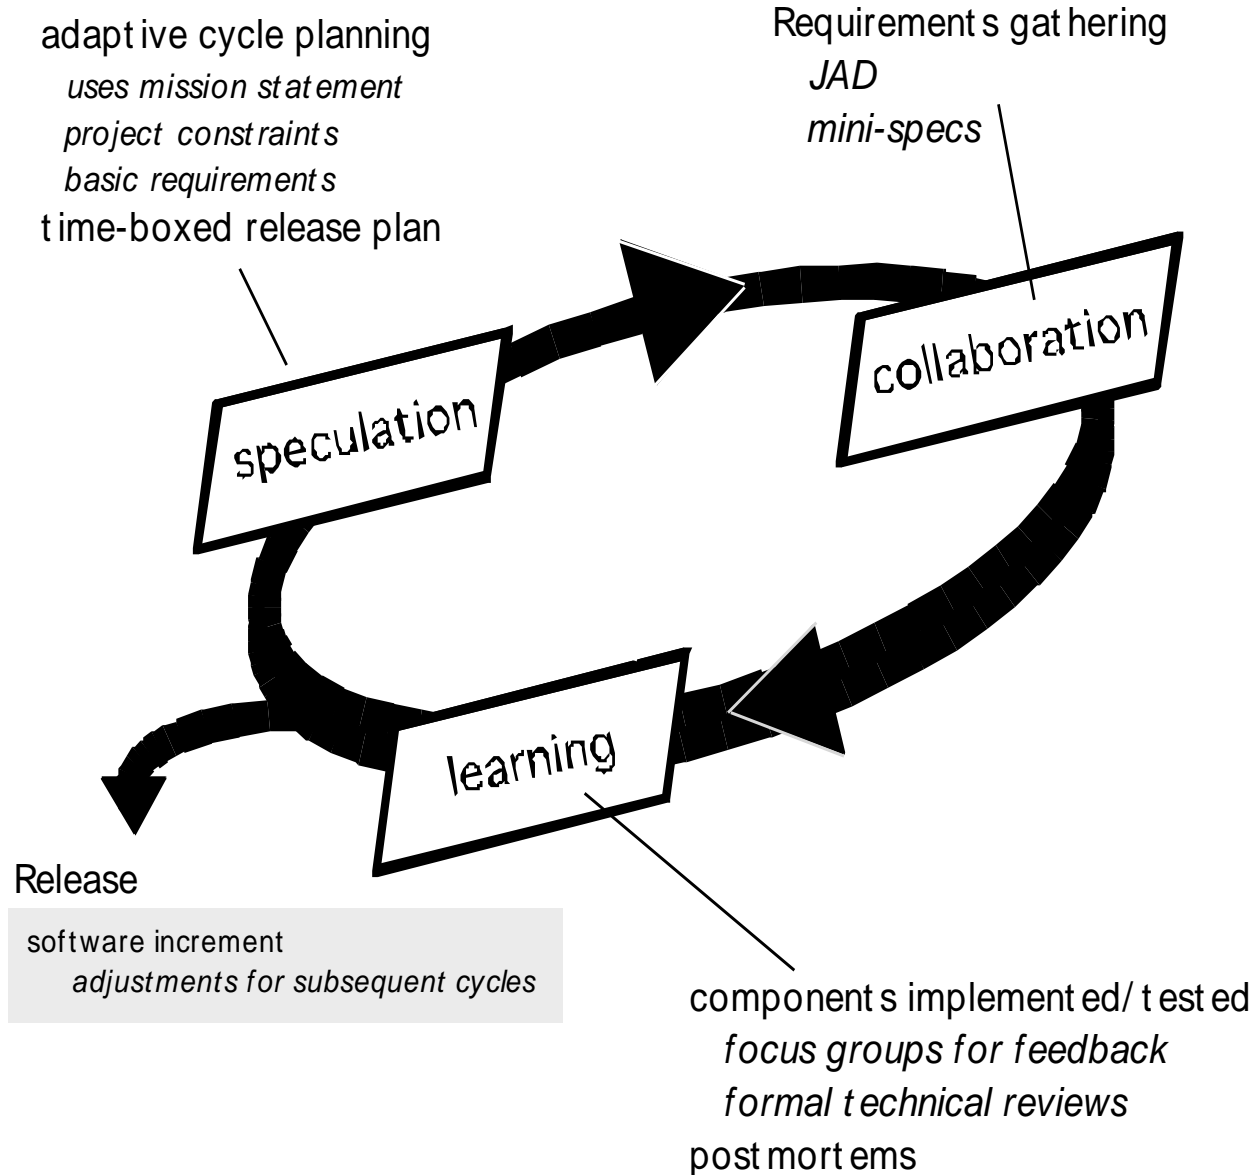 adaptive cycle planning
uses mission statement
project constraints
basic requirements
time-boxed release plan
Requirements gathering
JAD
mini-specs
speculation
collaboration
learning
Release
software increment
adjustments for subsequent cycles
components implemented/tested
focus groups for feedback
formal technical reviews
postmortems